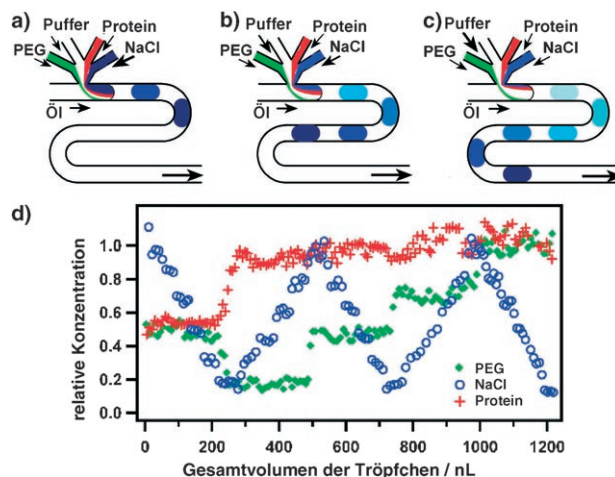 a)
Puffer
Protein
PEG
NaCl
Öl
b)
Puffer
Protein
PEG
NaCl
Öl
c)
Puffer
Protein
PEG
NaCl
Öl
d)
relative Konzentration
1.0
0.8
0.6
0.4
0.2
0.0
PEG
NaCl
Protein
0 200 400 600 800 1000 1200
Gesamtvolumen der Tröpfchen / nL